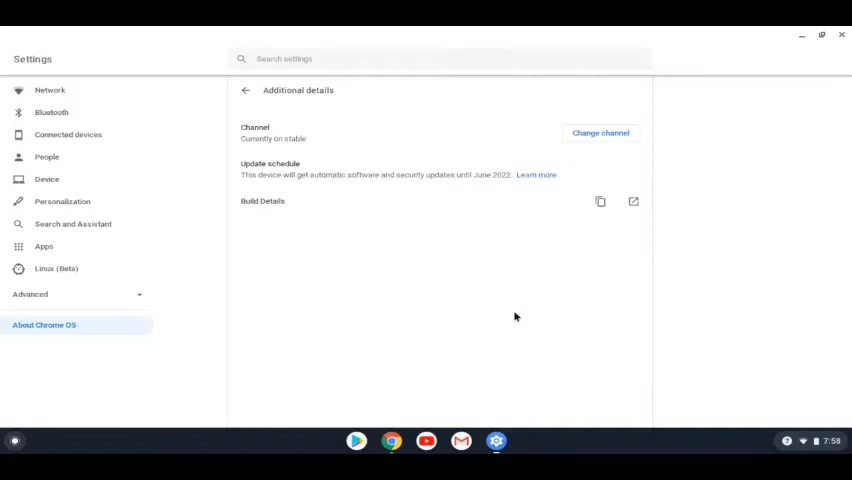 Settings
Search settings
Network
Bluetooth
Connected devices
People
Device
Personalization
Search and Assistant
Apps
Linux (Beta)
Advanced
About Chrome OS
Additional details
Channel
Currently on stable
Change channel
Update schedule
This device will get automatic software and security updates until June 2022. Learn more
Build Details
7:58